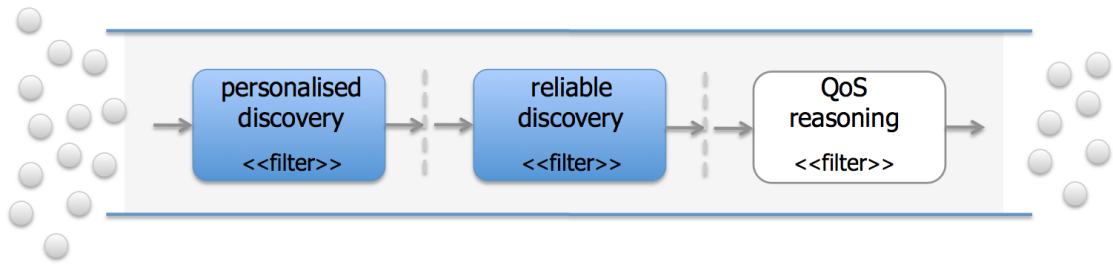 personalised
discovery
<<filter>>
reliable
discovery
<<filter>>
QoS
reasoning
<<filter>>